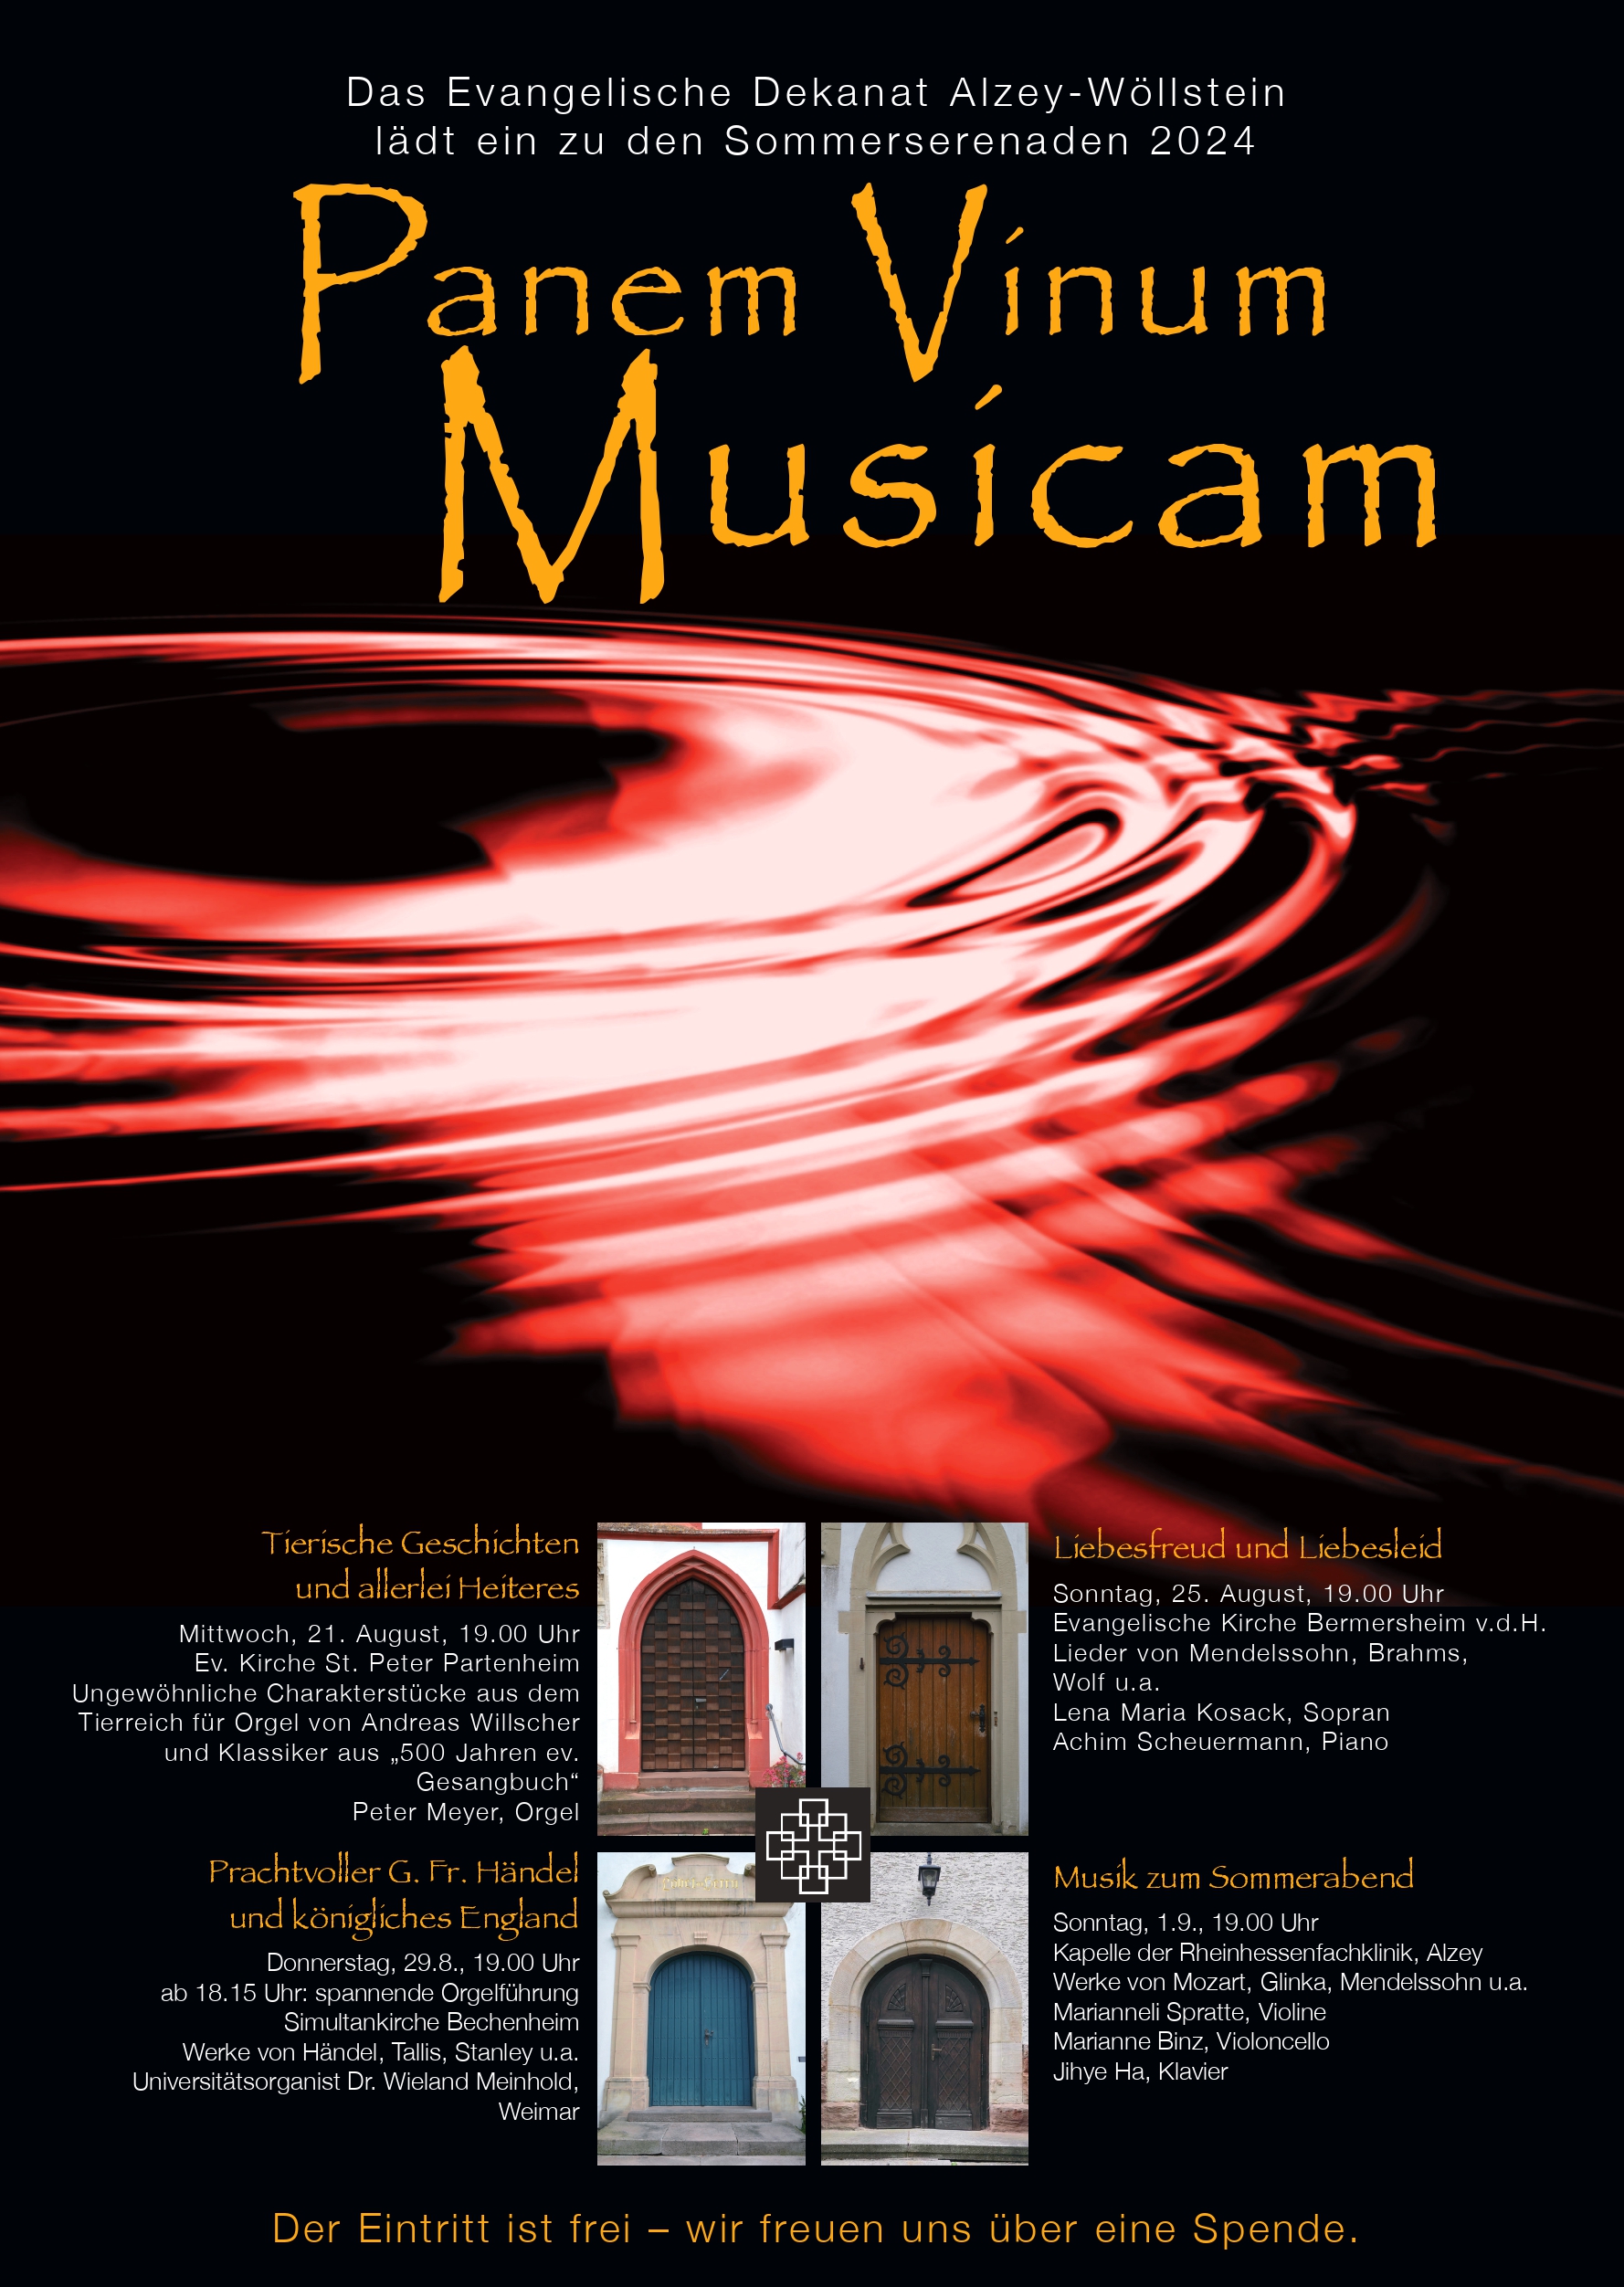 Das Evangelische Dekanat Alzey-Wöllstein
lädt ein zu den Sommerserenaden 2024
Panem Vinum
Musicam
Tierische Geschichten
und allerlei Heiteres
Mittwoch, 21. August, 19.00 Uhr
Ev. Kirche St. Peter Partenheim
Ungewöhnliche Charakterstücke aus dem
Tierreich für Orgel von Andreas Willscher
und Klassiker aus „500 Jahren ev.
Gesangbuch“
Peter Meyer, Orgel
Liebesfreud und Liebesleid
Sonntag, 25. August, 19.00 Uhr
Evangelische Kirche Bermersheim v.d.H.
Lieder von Mendelssohn, Brahms,
Wolf u.a.
Lena Maria Kosack, Sopran
Achim Scheuermann, Piano
Prachtvoller G. Fr. Händel
und königliches England
Donnerstag, 29.8., 19.00 Uhr
ab 18.15 Uhr: spannende Orgelführung
Simultankirche Bechenheim
Werke von Händel, Tallis, Stanley u.a.
Universitätsorganist Dr. Wieland Meinhold,
Weimar
Musik zum Sommerabend
Sonntag, 1.9., 19.00 Uhr
Kapelle der Rheinhessenfachklinik, Alzey
Werke von Mozart, Glinka, Mendelssohn u.a.
Marianneli Spratte, Violine
Marianne Binz, Violoncello
Jihye Ha, Klavier
Der Eintritt ist frei – wir freuen uns über eine Spende.